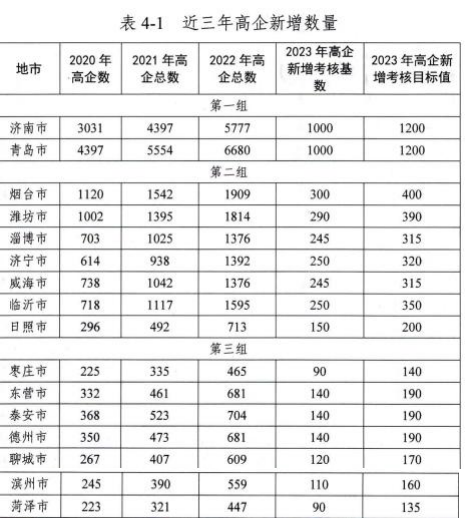 表 4-1 近三年高企新增数量
地市 2020 年高企数 2021 年高企总数 2022 年高企总数 2023 年高企新增考核基数 2023 年高企新增考核目标值
第一组
济南市 3031 4397 5777 1000 1200
青岛市 4397 5554 6680 1000 1200
第二组
烟台市 1120 1542 1909 300 400
潍坊市 1002 1395 1814 290 390
淄博市 703 1025 1376 245 315
济宁市 614 938 1392 250 320
威海市 738 1042 1376 245 315
临沂市 718 1117 1595 250 350
日照市 296 492 713 150 200
第三组
枣庄市 225 335 465 90 140
东营市 332 461 681 140 190
泰安市 368 523 704 140 190
德州市 350 473 681 140 190
聊城市 267 407 609 120 170
滨州市 245 390 559 110 160
菏泽市 223 321 447 90 135